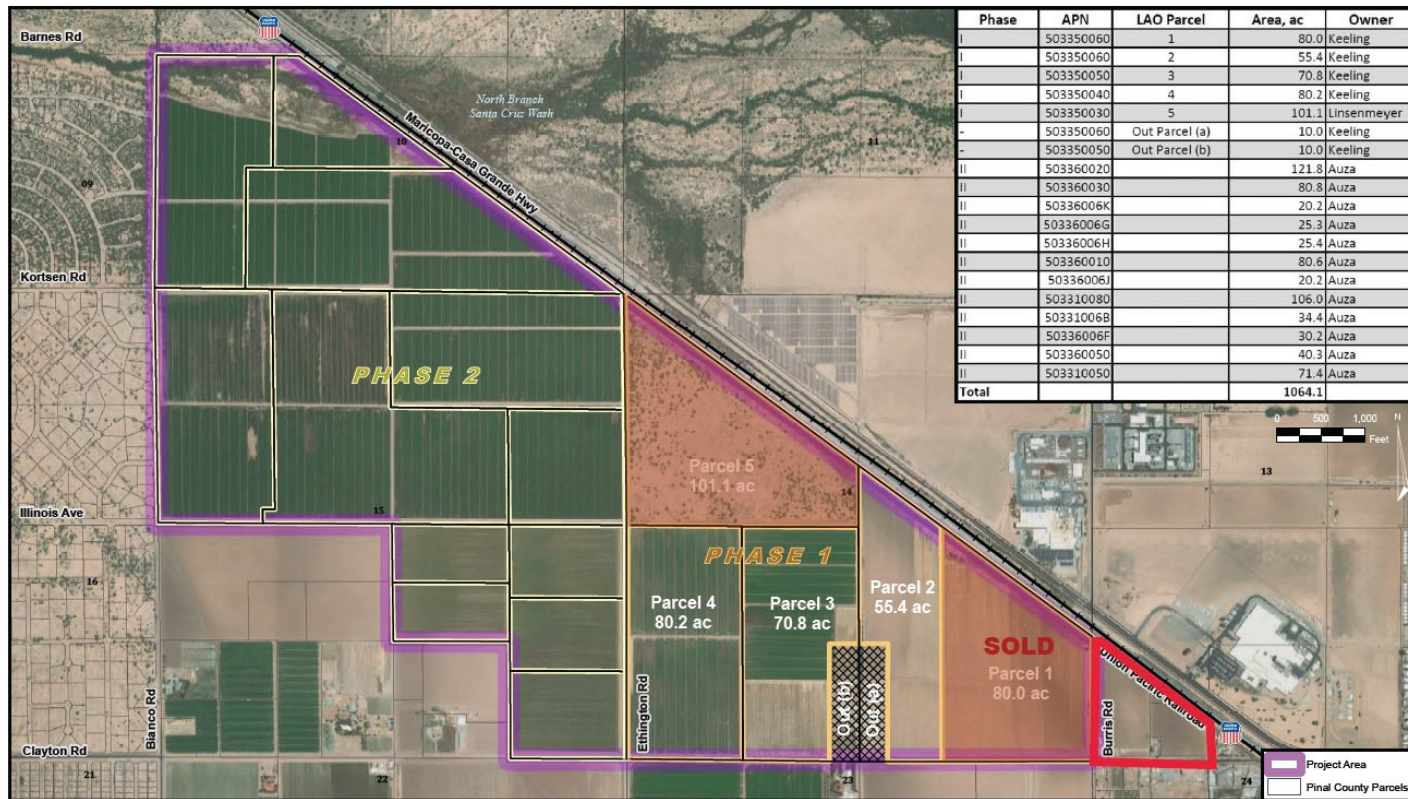 Phase APN LAO Parcel Area, ac Owner
I 503350060 1 80.0 Keeling
I 503350060 2 55.4 Keeling
I 503350050 3 70.8 Keeling
I 503350040 4 80.2 Keeling
I 503350030 5 101.1 Linsenmeyer
- 503350060 Out Parcel (a) 10.0 Keeling
- 503350050 Out Parcel (b) 10.0 Keeling
II 503360020 121.8 Auza
II 503360030 80.8 Auza
II 50336006K 20.2 Auza
II 50336006G 25.3 Auza
II 50336006H 25.4 Auza
II 503360010 80.6 Auza
II 50336006J 20.2 Auza
II 503310080 106.0 Auza
II 50331006B 34.4 Auza
II 50336006F 30.2 Auza
II 503360050 40.3 Auza
II 503310050 71.4 Auza
Total 1064.1
Barnes Rd
North Branch
Santa Cruz Wash
Maricopa-Casa Grande Hwy
10
11
09
Kortsen Rd
PHASE 2
0 500 1,000
Feet
N
13
Parcel 5
101.1 ac
14
Illinois Ave
15
PHASE 1
16
Parcel 4
80.2 ac
Parcel 3
70.8 ac
Parcel 2
55.4 ac
SOLD
Parcel 1
80.0 ac
Union Pacific Railroad
Out (b)
Out (a)
Bianco Rd
Ethington Rd
Burris Rd
Clayton Rd
21
22
23
24
Project Area
Pinal County Parcels